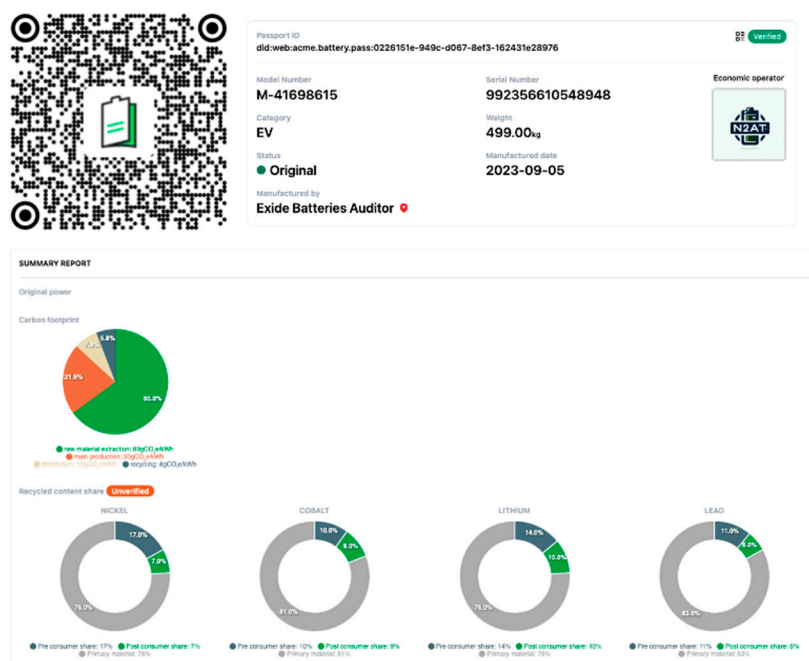 Passport ID
did:web:acme.battery.pass:0226151e-949c-d067-8ef3-162431e28976
Verified
Model Number
M-41698615
Serial Number
992356610548948
Economic operator
N2AT
Category
EV
Weight
499.00kg
Status
Original
Manufactured date
2023-09-05
Manufactured by
Exide Batteries Auditor
SUMMARY REPORT
Original power
Carbon footprint
5.8%
7.3%
21.9%
65.0%
raw material extraction: 89gCO₂e/kWh
main production: 30gCO₂e/kWh
distribution: 10gCO₂e/kWh recycling: 8gCO₂e/kWh
Recycled content share Unverified
NICKEL COBALT LITHIUM LEAD
17.0% 10.0% 14.0% 11.0%
7.0% 9.0% 10.0% 6.0%
76.0% 81.0% 76.0% 83.0%
Pre consumer share: 17% Post consumer share: 7% Pre consumer share: 10% Post consumer share: 9% Pre consumer share: 14% Post consumer share: 10% Pre consumer share: 11% Post consumer share: 6%
Primary material: 76% Primary material: 81% Primary material: 76% Primary material: 83%